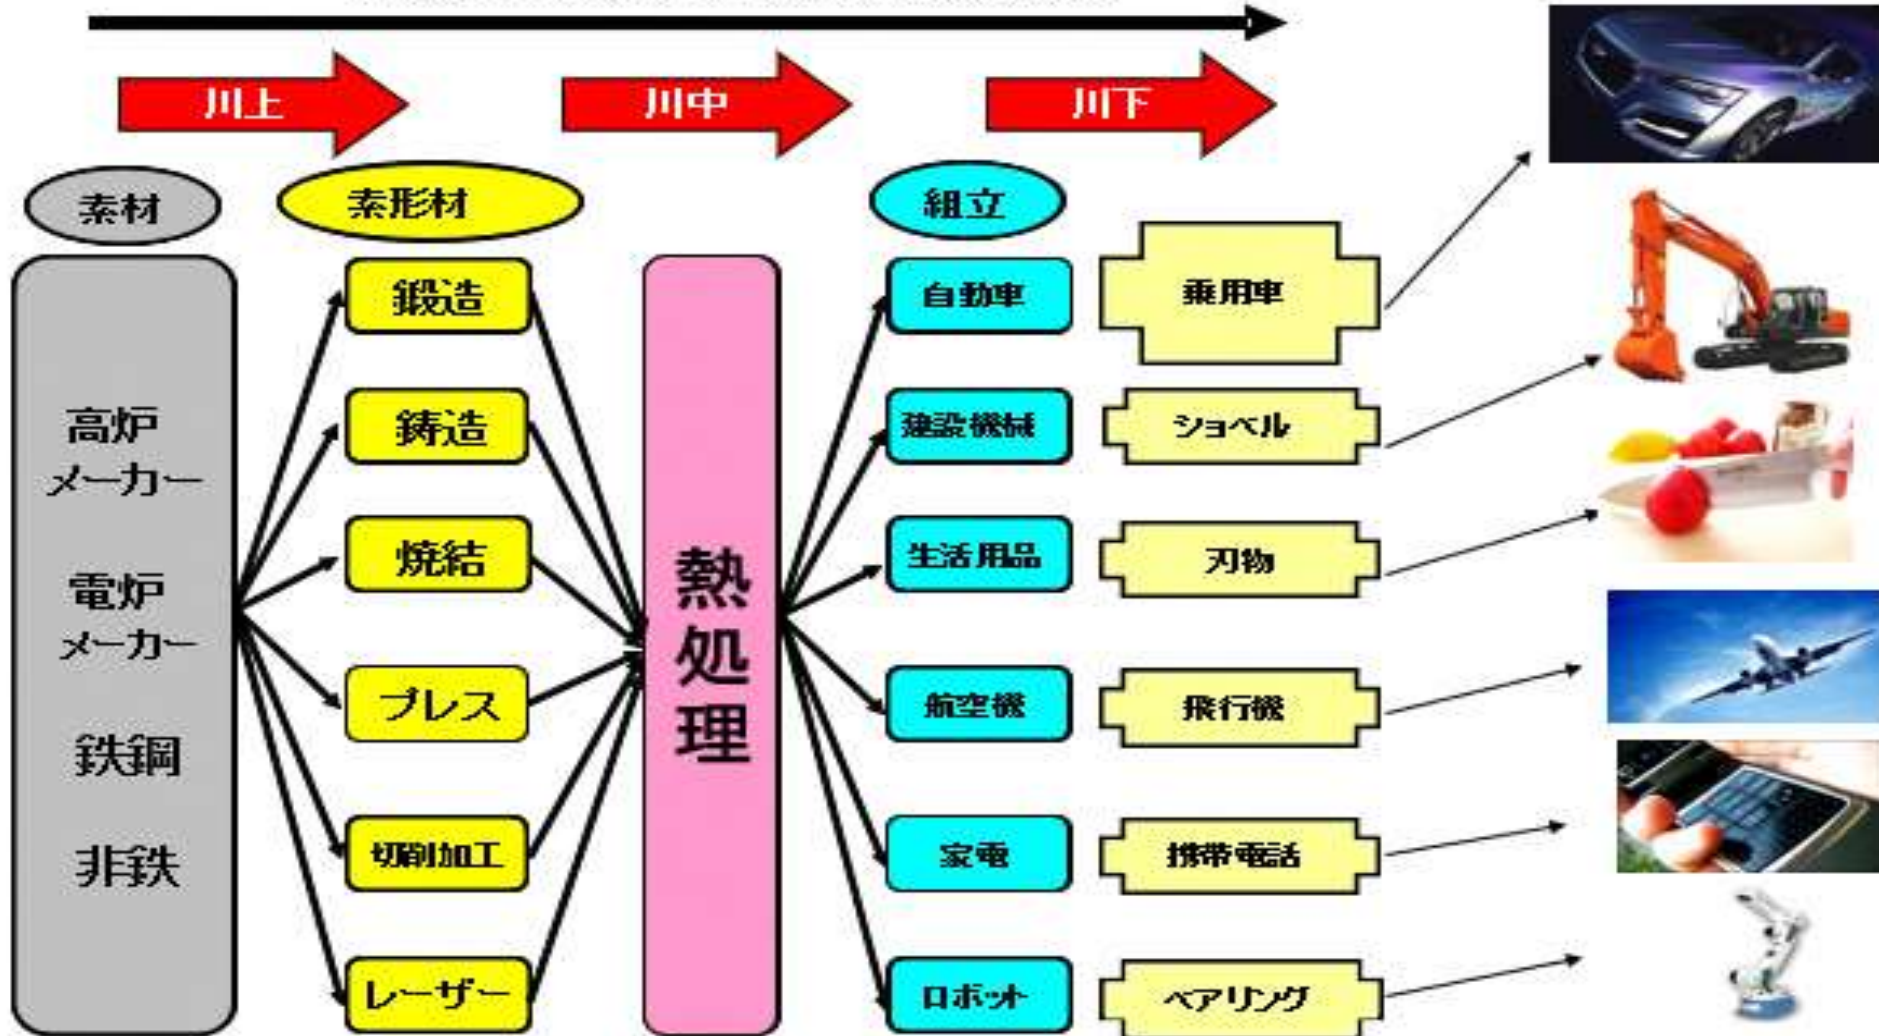 川上
川中
川下
素材
素形材
組立
高炉
メーカー
電炉
メーカー
鉄鋼
非鉄
鍛造
鋳造
焼結
プレス
切削加工
レーザー
熱
処
理
自動車
建設機械
生活用品
航空機
家電
ロボット
乗用車
ショベル
刃物
飛行機
携帯電話
ベアリング